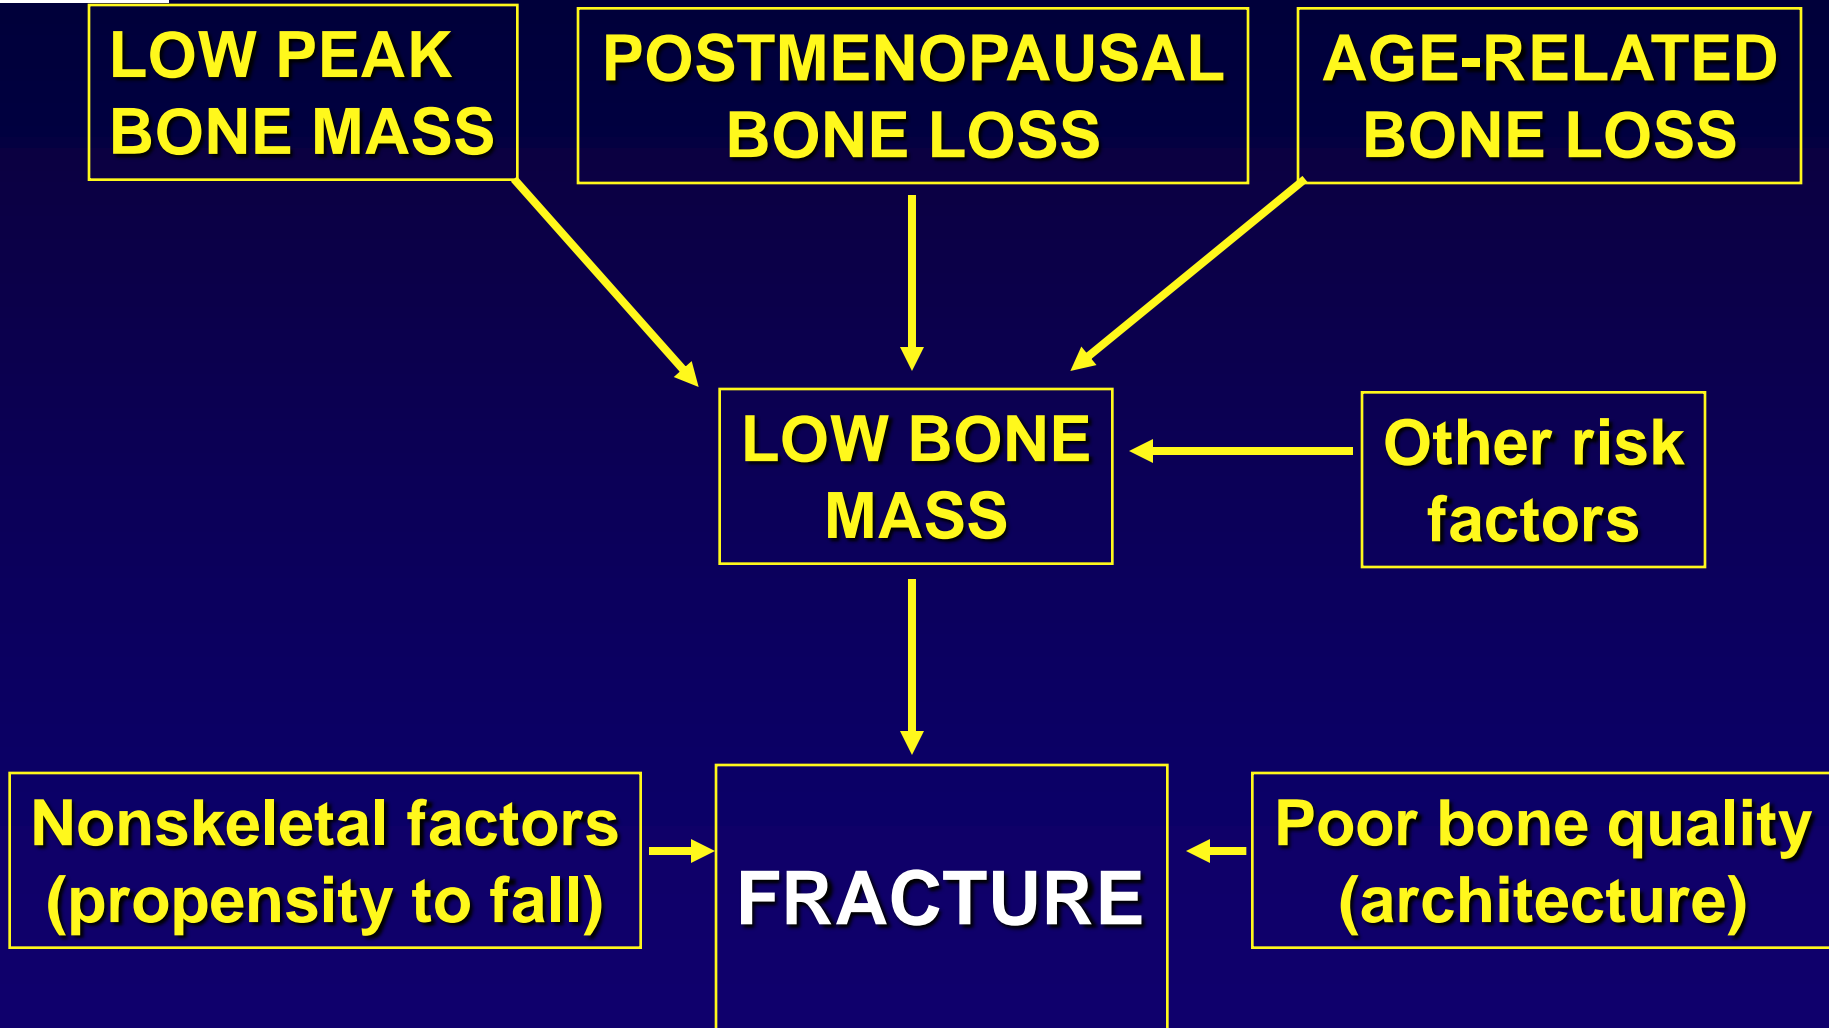 LOW PEAK
BONE MASS
POSTMENOPAUSAL
BONE LOSS
AGE-RELATED
BONE LOSS
LOW BONE
MASS
Other risk
factors
Nonskeletal factors
(propensity to fall)
FRACTURE
Poor bone quality
(architecture)